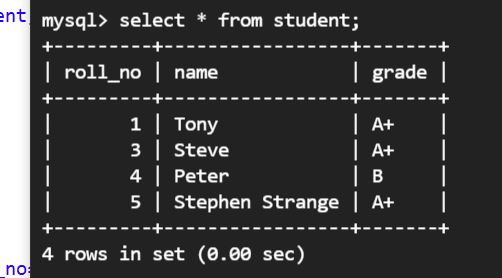 ent
mysql> select * from student;
+---------+-----------------+-------+
| roll_no | name            | grade |
+---------+-----------------+-------+
|       1 | Tony            | A+    |
|       3 | Steve           | A+    |
|       4 | Peter           | B     |
|       5 | Stephen Strange | A+    |
+---------+-----------------+-------+
4 rows in set (0.00 sec)
_no